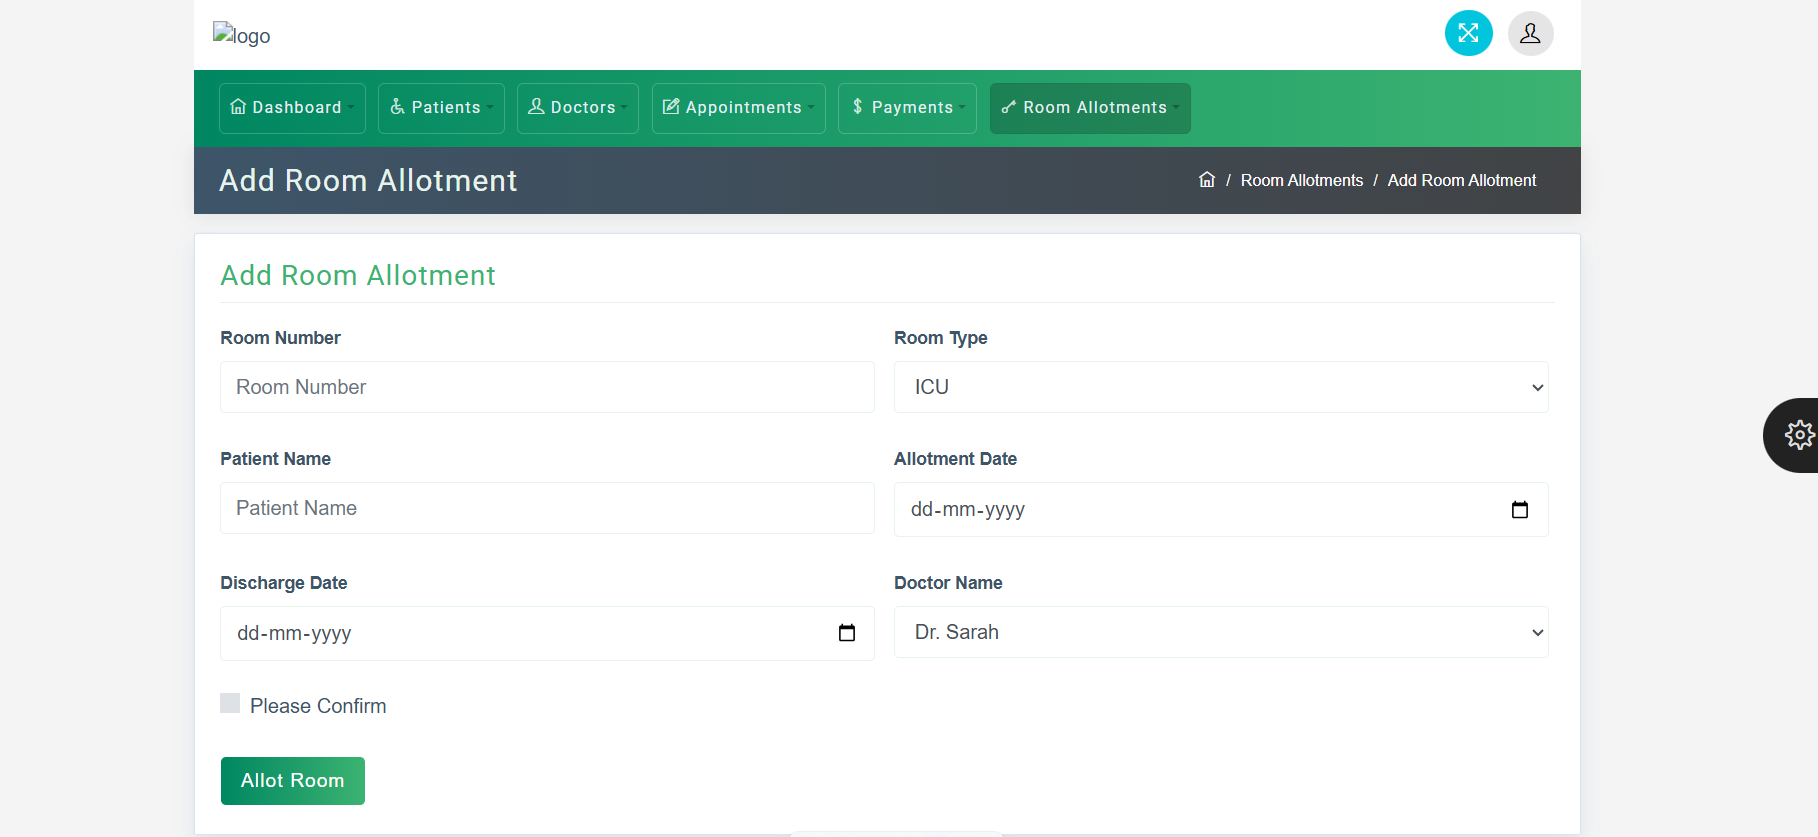 logo
Dashboard Patients Doctors Appointments Payments Room Allotments
Add Room Allotment / Room Allotments / Add Room Allotment
Add Room Allotment
Room Number Room Type
Room Number ICU
Patient Name Allotment Date
Patient Name dd-mm-yyyy
Discharge Date Doctor Name
dd-mm-yyyy Dr. Sarah
Please Confirm
Allot Room